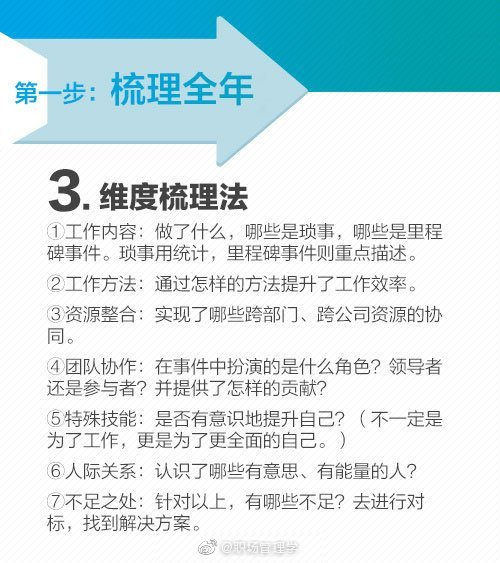 第一步：梳理全年
3. 维度梳理法
①工作内容：做了什么，哪些是琐事，哪些是里程
碑事件。琐事用统计，里程碑事件则重点描述。
②工作方法：通过怎样的方法提升了工作效率。
③资源整合：实现了哪些跨部门、跨公司资源的协
同。
④团队协作：在事件中扮演的是什么角色？领导者
还是参与者？并提供了怎样的贡献？
⑤特殊技能：是否有意识地提升自己？（ 不一定是
为了工作，更是为了更全面的自己。）
⑥人际关系：认识了哪些有意思、有能量的人？
⑦不足之处：针对以上，有哪些不足？去进行对
标，找到解决方案。
@职场管理学